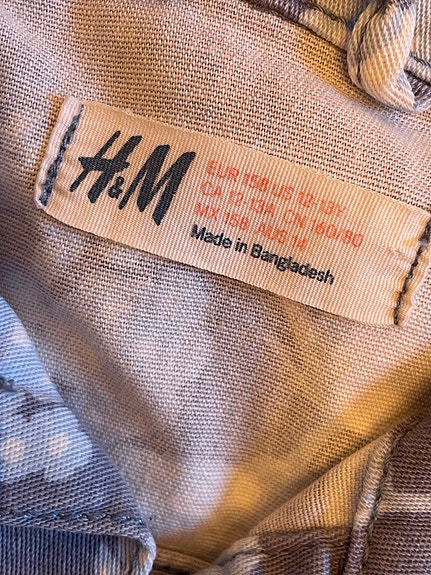 H&M
EUR 158 US 12-13Y
CA 12-13A CN 160/80
MX 158 AUS 14
Made in Bangladesh